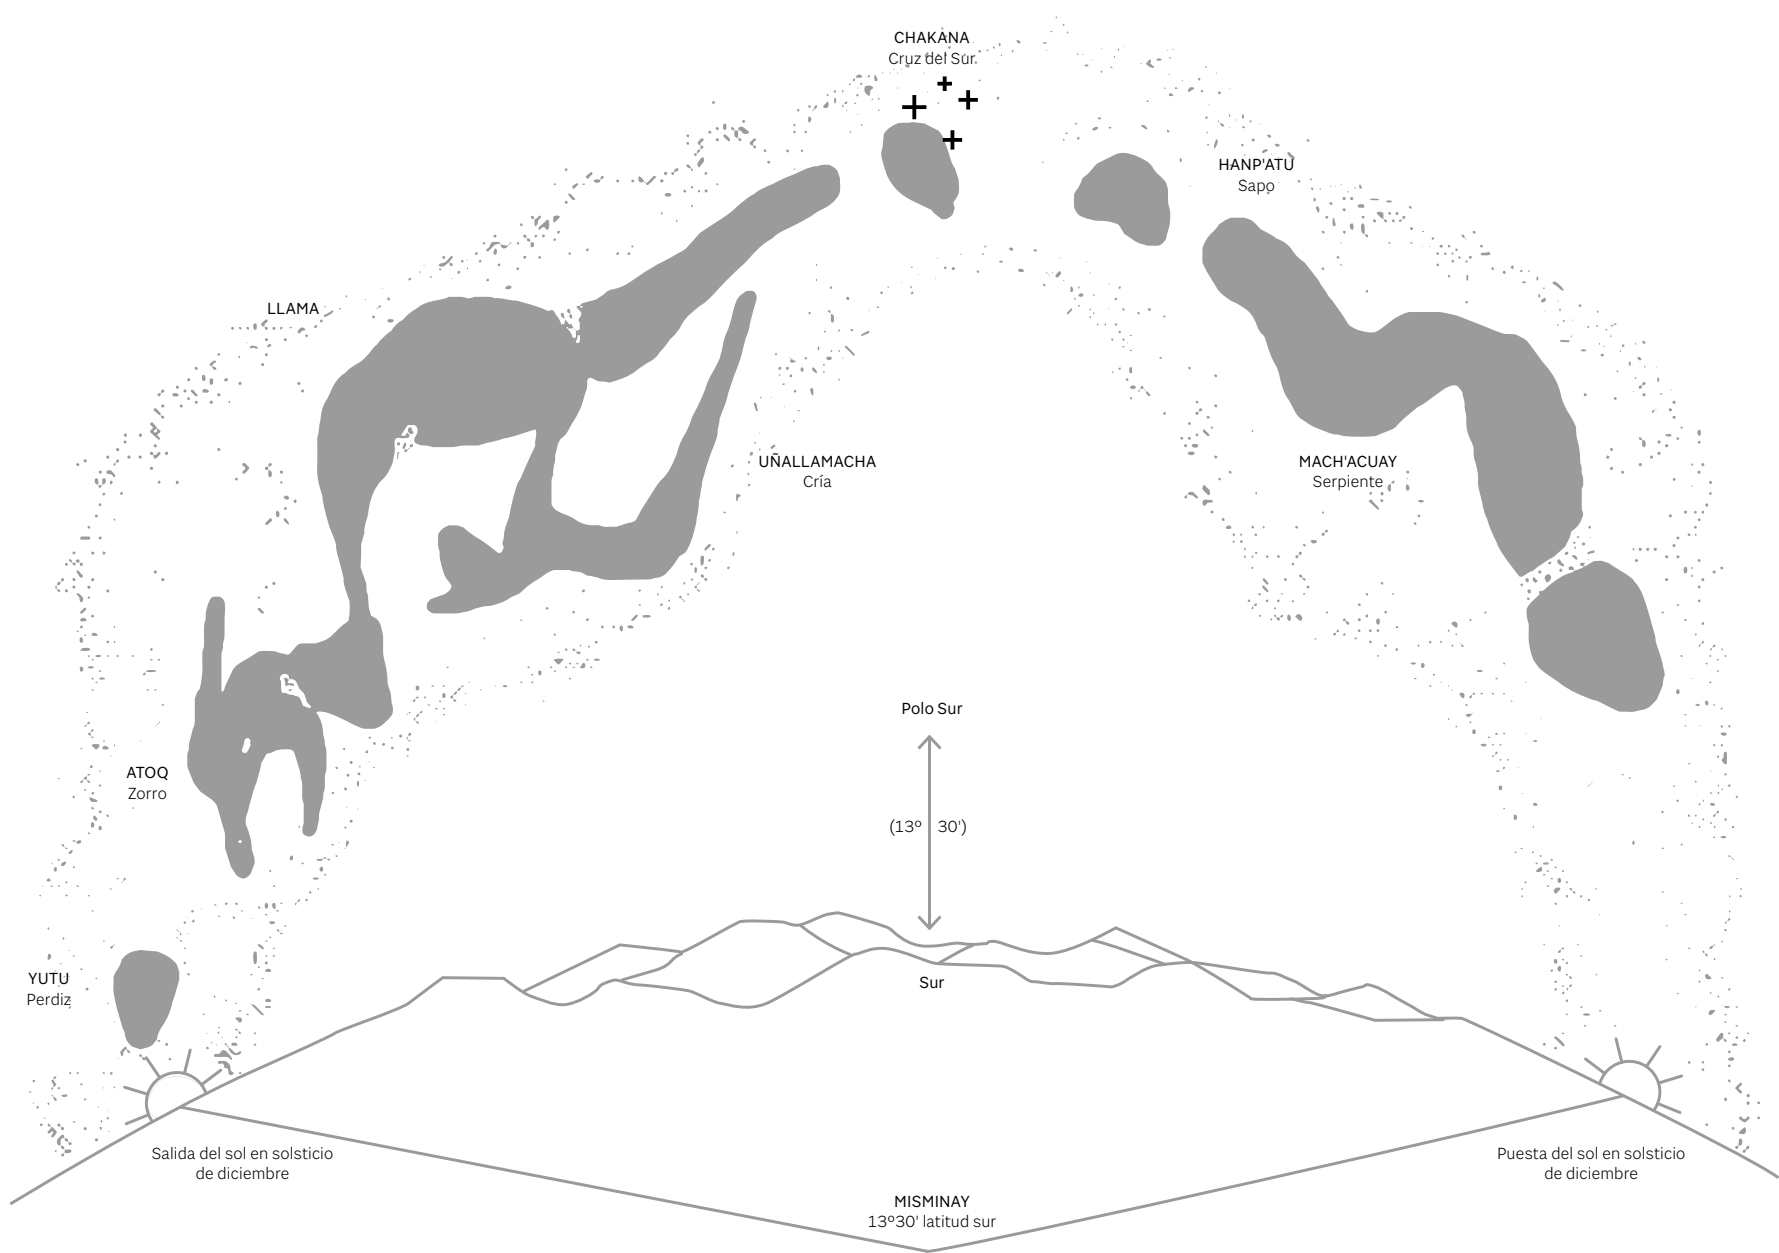 CHAKANA
Cruz del Sur
HANP'ATU
Sapo
LLAMA
UÑALLAMACHA
Cría
MACH'ACUAY
Serpiente
Polo Sur
ATOQ
Zorro
(13º 30')
YUTU
Perdiz
Sur
Salida del sol en solsticio
de diciembre
Puesta del sol en solsticio
de diciembre
MISMINAY
13º30' latitud sur